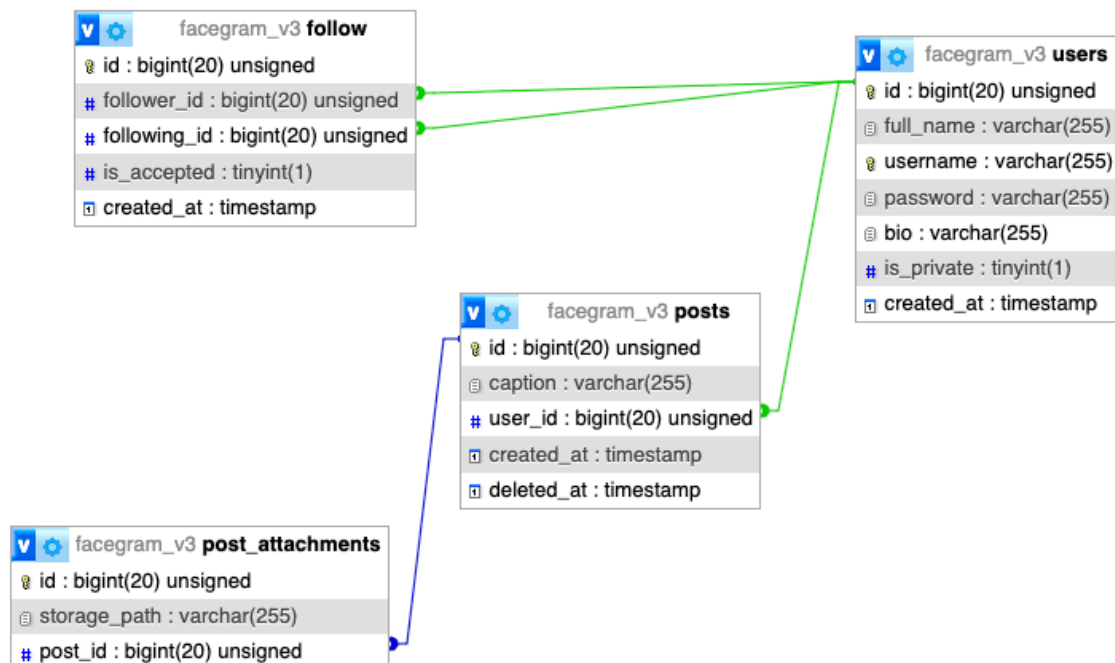 facegram_v3 follow
id : bigint(20) unsigned
follower_id : bigint(20) unsigned
following_id : bigint(20) unsigned
is_accepted : tinyint(1)
created_at : timestamp
facegram_v3 users
id : bigint(20) unsigned
full_name : varchar(255)
username : varchar(255)
password : varchar(255)
bio : varchar(255)
is_private : tinyint(1)
created_at : timestamp
facegram_v3 posts
id : bigint(20) unsigned
caption : varchar(255)
user_id : bigint(20) unsigned
created_at : timestamp
deleted_at : timestamp
facegram_v3 post_attachments
id : bigint(20) unsigned
storage_path : varchar(255)
post_id : bigint(20) unsigned